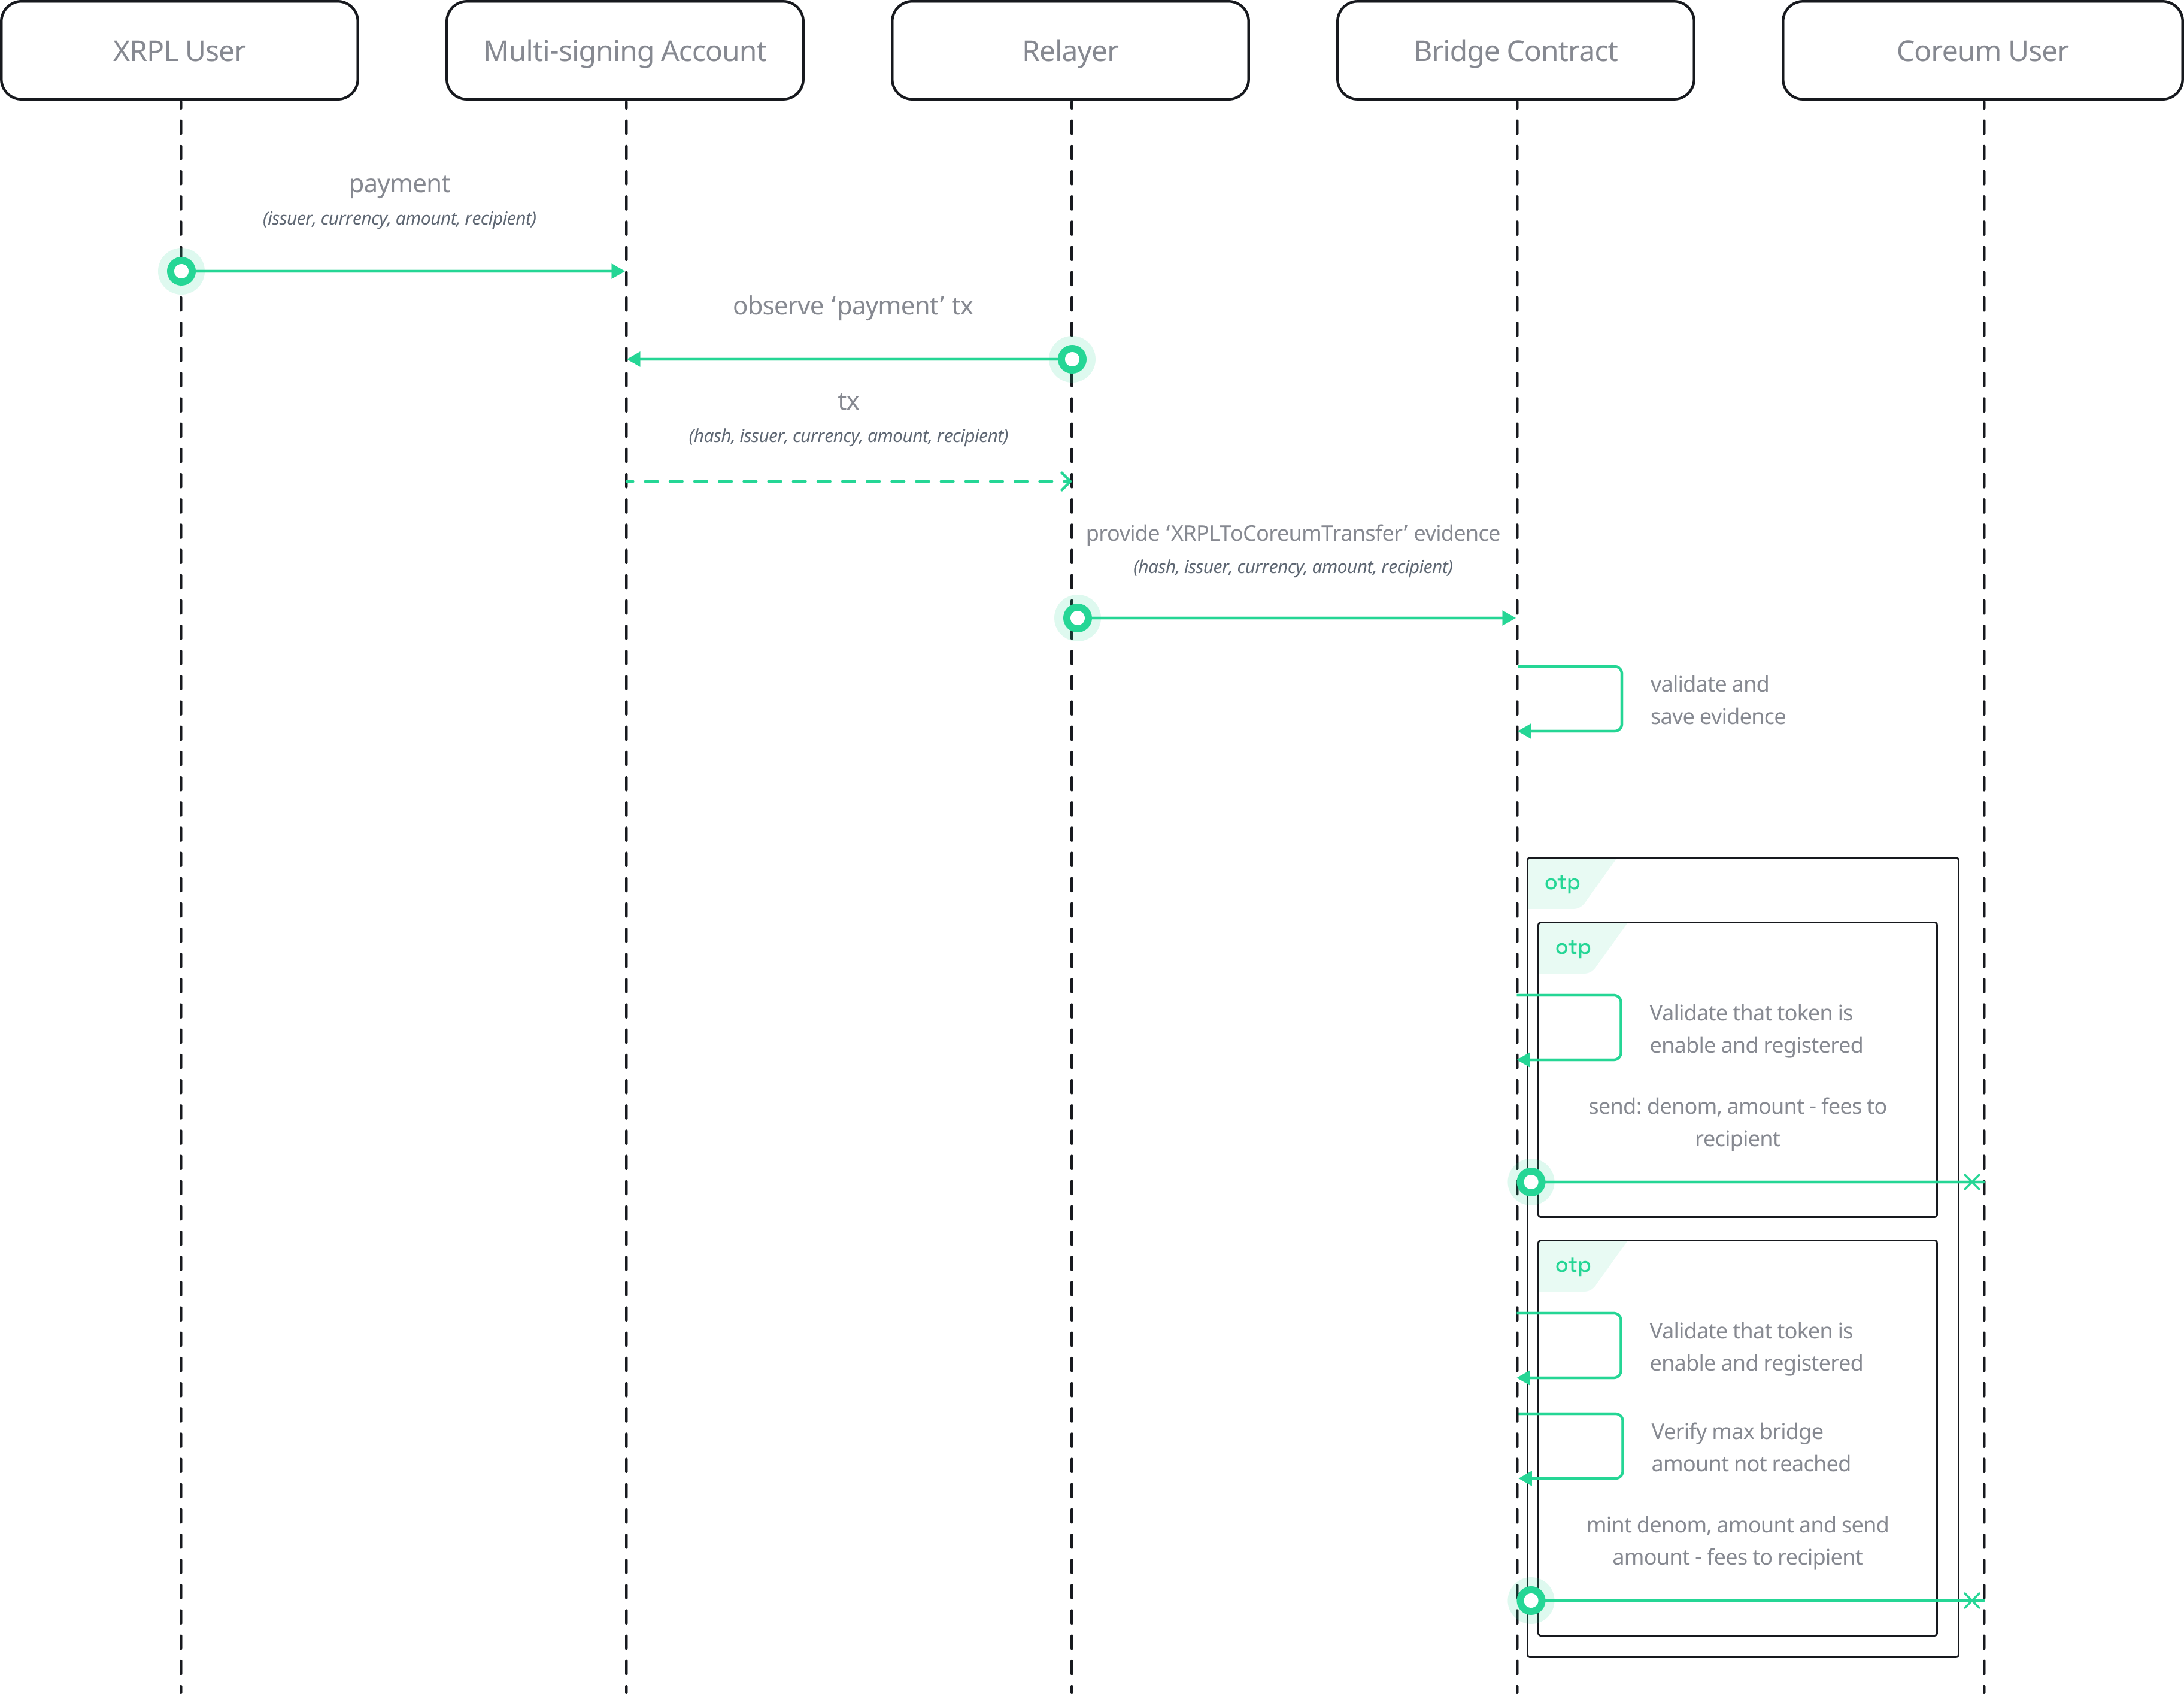 XRPL User
Multi-signing Account
Relayer
Bridge Contract
Coreum User
payment
(issuer, currency, amount, recipient)
observe ‘payment’ tx
tx
(hash, issuer, currency, amount, recipient)
provide ‘XRPLToCoreumTransfer’ evidence
(hash, issuer, currency, amount, recipient)
validate and
save evidence
otp
otp
Validate that token is
enable and registered
send: denom, amount - fees to
recipient
otp
Validate that token is
enable and registered
Verify max bridge
amount not reached
mint denom, amount and send
amount - fees to recipient